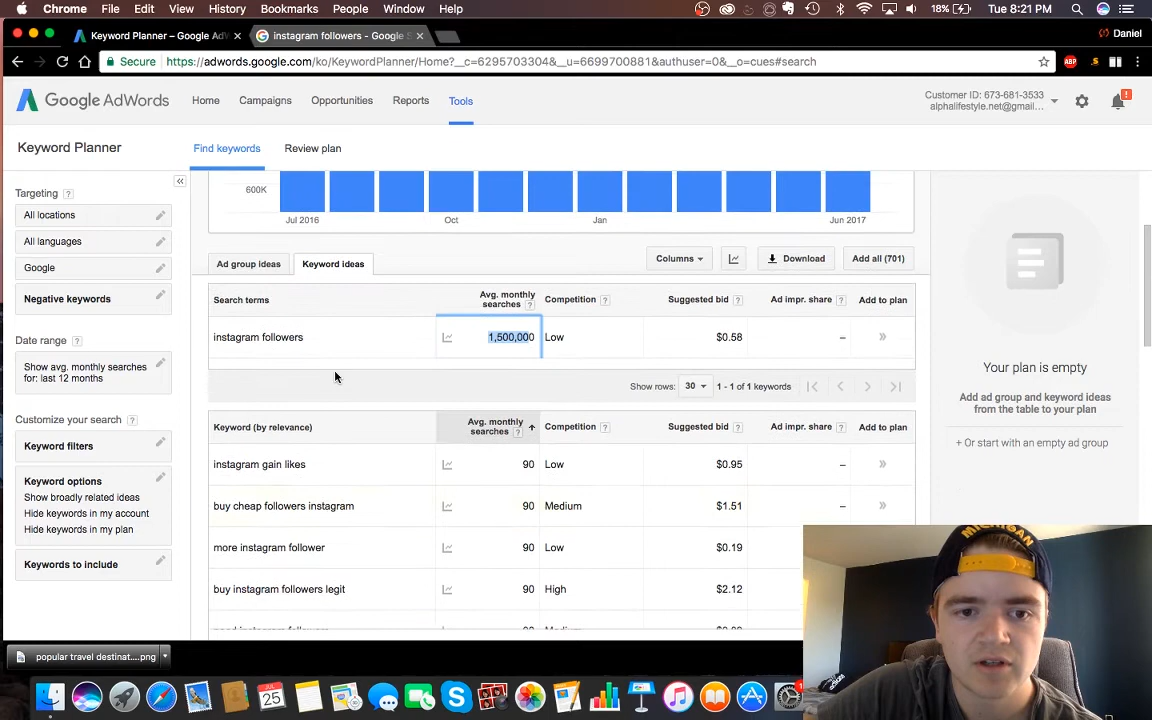 Chrome File Edit View History Bookmarks People Window Help 18% Tue 8:21 PM
Keyword Planner – Google AdW × instagram followers - Google S × Daniel
Secure https://adwords.google.com/ko/KeywordPlanner/Home?__c=6295703304&__u=6699700881&authuser=0&__o=cues#search ABP
Google AdWords Home Campaigns Opportunities Reports Tools
Customer ID: 673-681-3533
alphalifestyle.net@gmail...
Keyword Planner Find keywords Review plan
Targeting ?
All locations
All languages
Google
Negative keywords
Date range ?
Show avg. monthly searches
for: last 12 months
Customize your search ?
Keyword filters
Keyword options
Show broadly related ideas
Hide keywords in my account
Hide keywords in my plan
Keywords to include
600K
Jul 2016 Oct Jan Jun 2017
Ad group ideas Keyword ideas Columns Download Add all (701)
Search terms Avg. monthly searches ? Competition ? Suggested bid ? Ad impr. share ? Add to plan
instagram followers 1,500,000 Low $0.58 – »
Show rows: 30 1 - 1 of 1 keywords
Keyword (by relevance) Avg. monthly searches ? Competition ? Suggested bid ? Ad impr. share ? Add to plan
instagram gain likes 90 Low $0.95 – »
buy cheap followers instagram 90 Medium $1.51 – »
more instagram follower 90 Low $0.19
buy instagram followers legit 90 High $2.12
Your plan is empty
Add ad group and keyword ideas
from the table to your plan
+ Or start with an empty ad group
MICHIGAN
adidas
popular travel destinat....png
JUL
25